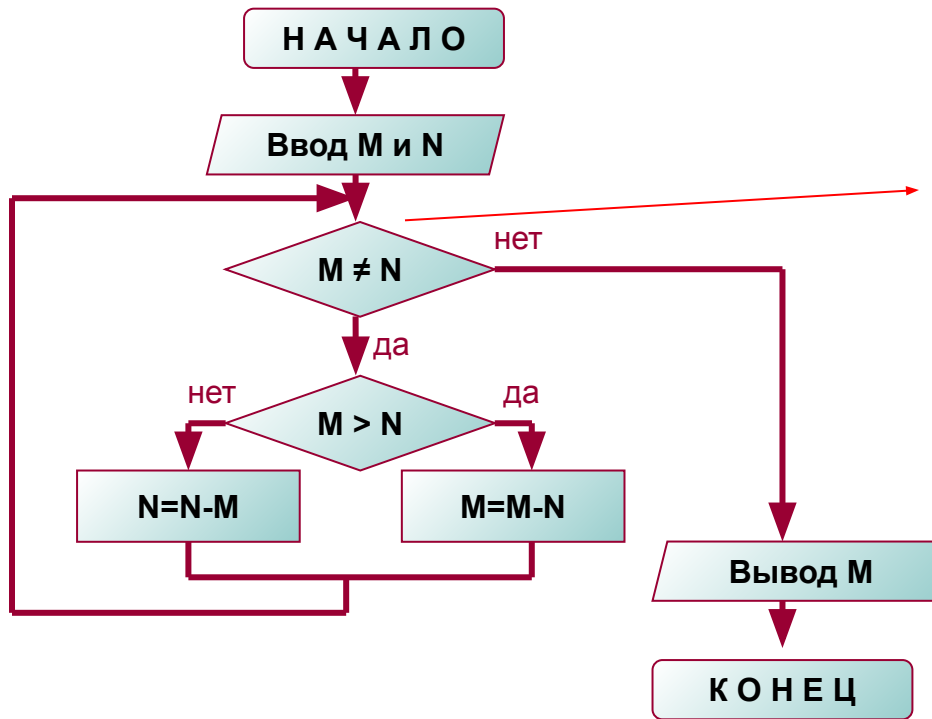 Н А Ч А Л О
Ввод M и N
нет
M ≠ N
да
нет
да
M > N
N=N-M
M=M-N
Вывод M
К О Н Е Ц